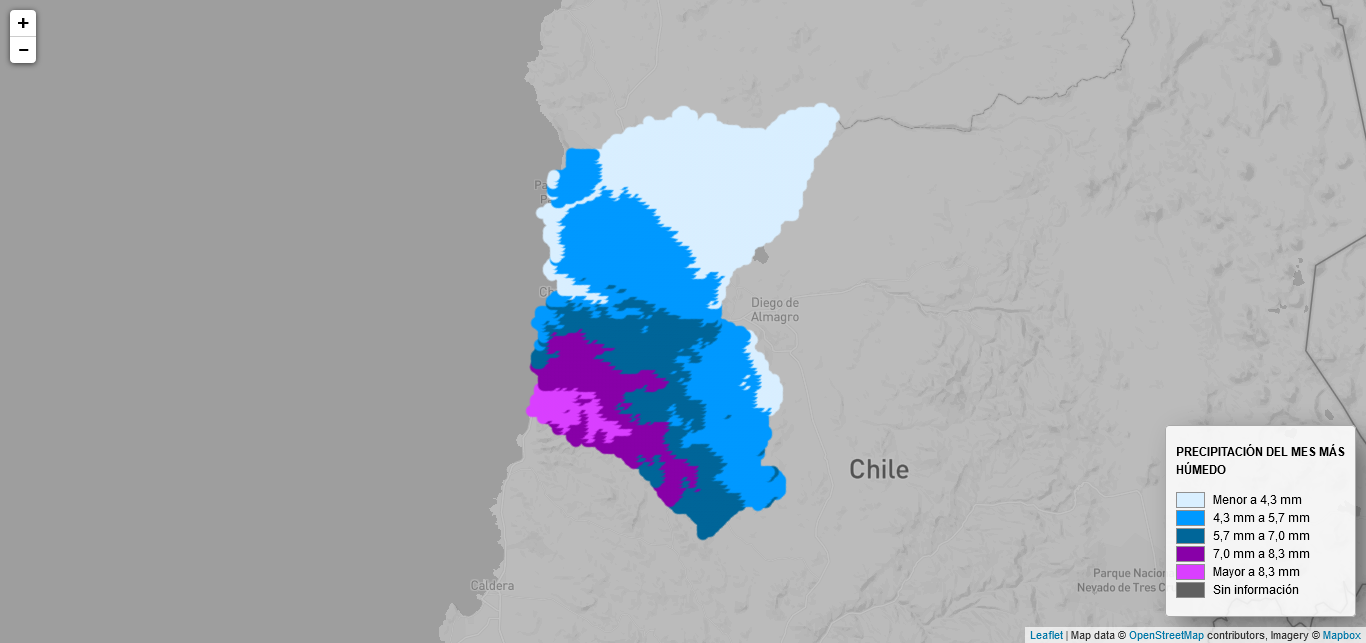 +
−
Pa
P
Ch
Diego de
Almagro
Chile
Caldera
Parque Nacion
Nevado de Tres C
PRECIPITACIÓN DEL MES MÁS
HÚMEDO
Menor a 4,3 mm
4,3 mm a 5,7 mm
5,7 mm a 7,0 mm
7,0 mm a 8,3 mm
Mayor a 8,3 mm
Sin información
Leaflet | Map data © OpenStreetMap contributors, Imagery © Mapbox